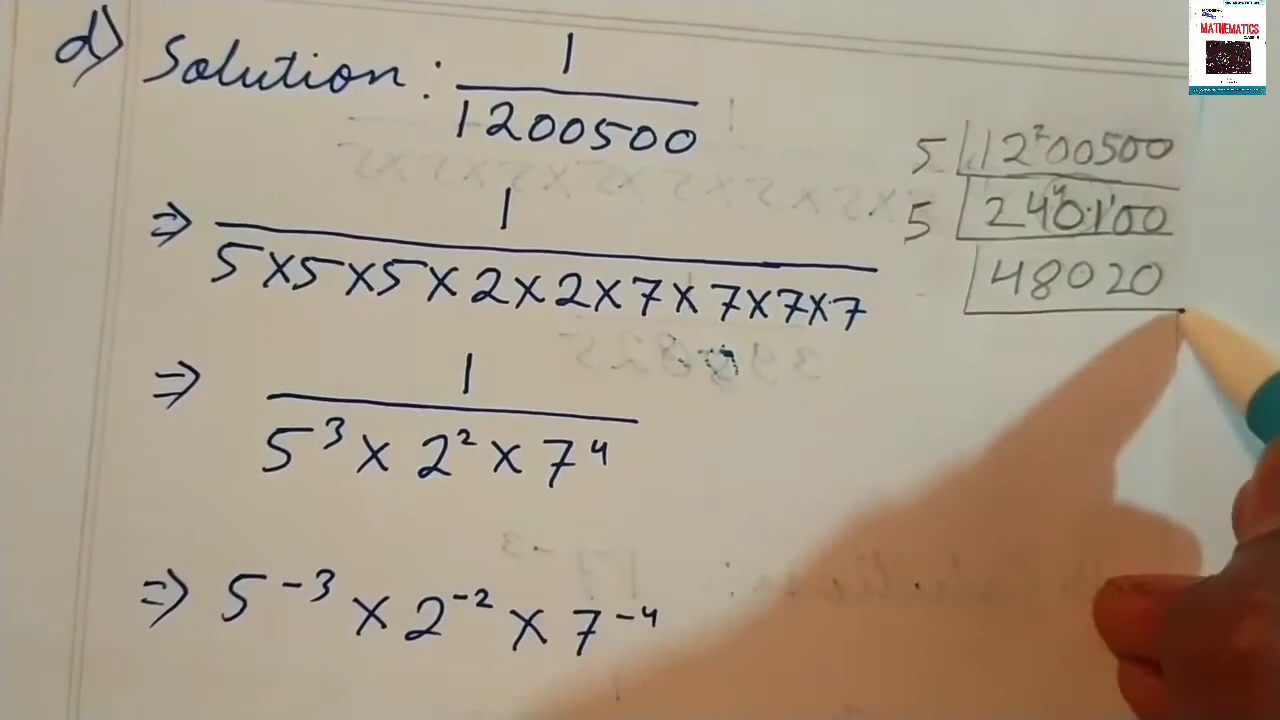 d) Solution : 1
1200500
⇒ 1
5×5×5×2×2×7×7×7×7
⇒ 1
5³ × 2² × 7⁴
⇒ 5⁻³ × 2⁻² × 7⁻⁴
5 1200500
2
5 240100
48020
MATHEMATICS